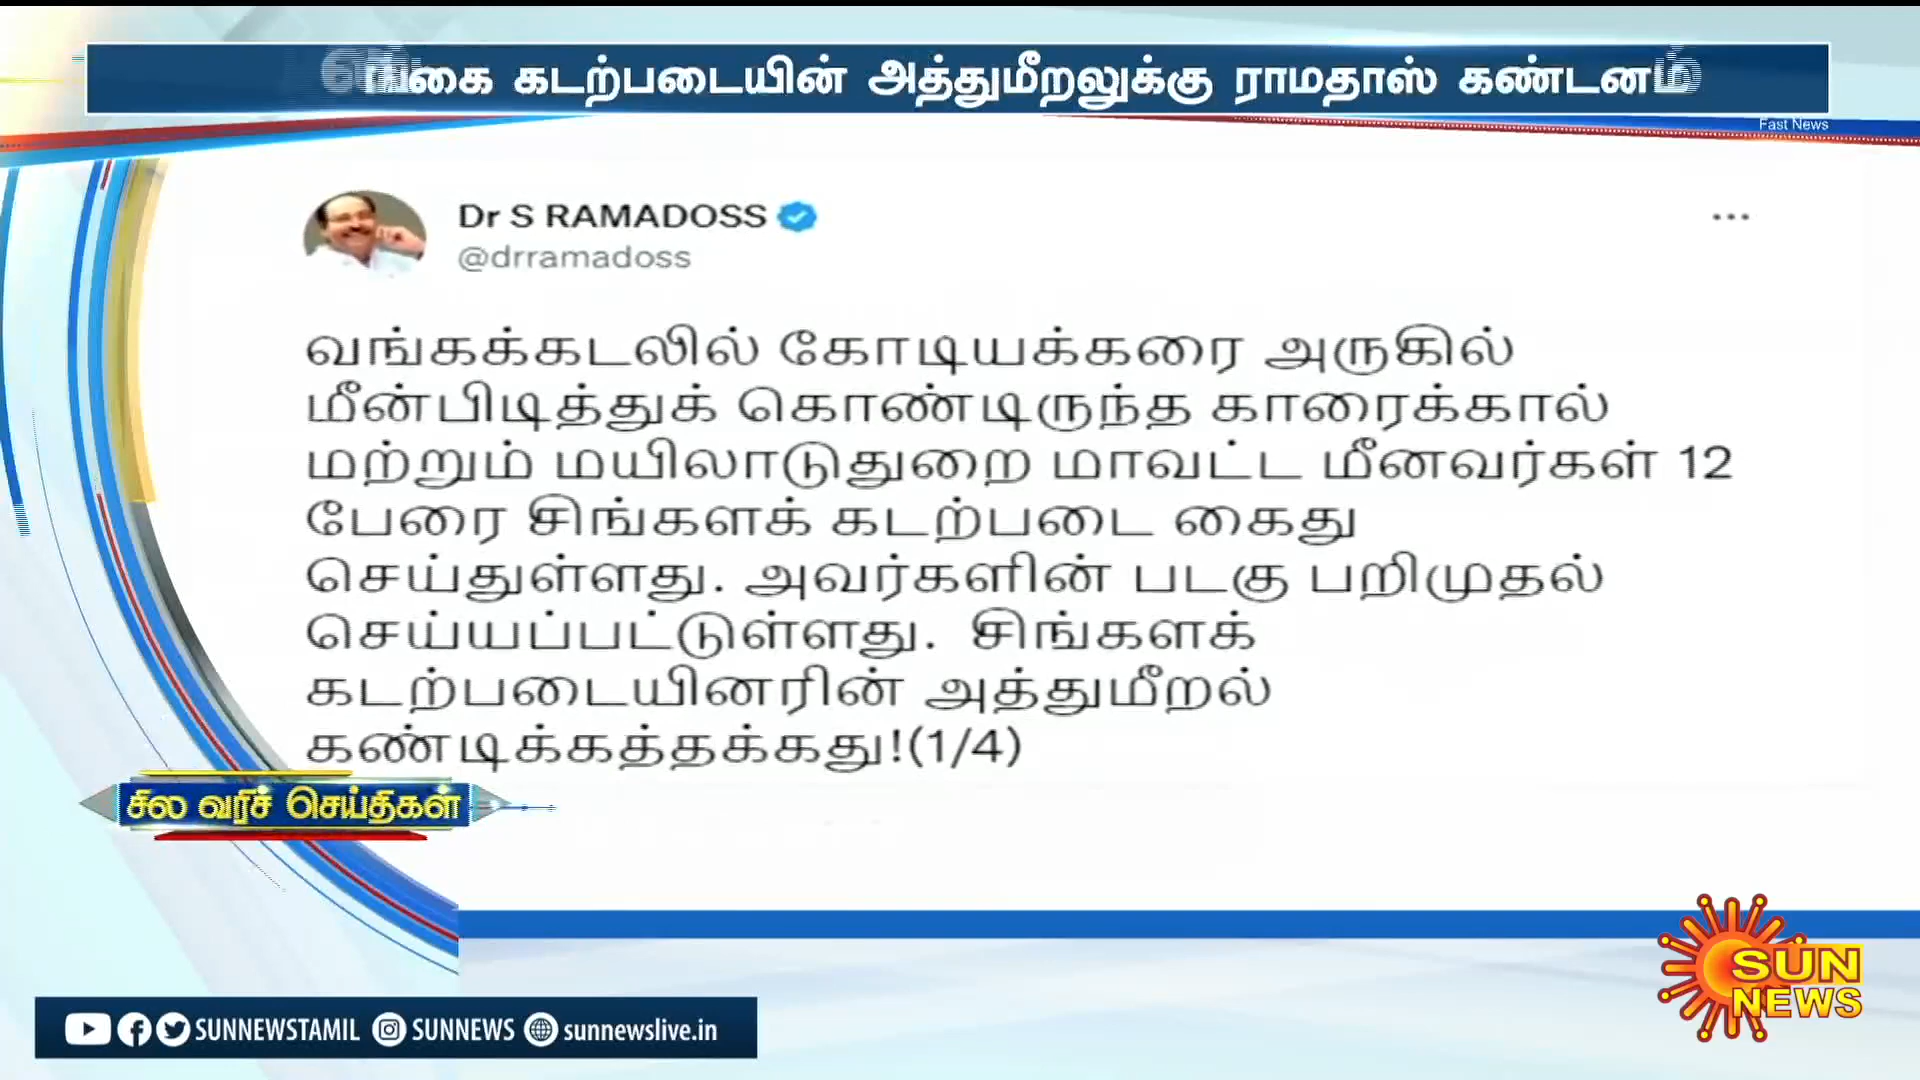 கடற்படையின் அத்துமீறலுக்கு ராமதாஸ் கண்டனம்
Fast News
Dr S RAMADOSS
@drramadoss
வங்கக்கடலில் கோடியக்கரை அருகில்
மீன்பிடித்துக் கொண்டிருந்த காரைக்கால்
மற்றும் மயிலாடுதுறை மாவட்ட மீனவர்கள் 12
பேரை சிங்களக் கடற்படை கைது
செய்துள்ளது. அவர்களின் படகு பறிமுதல்
செய்யப்பட்டுள்ளது. சிங்களக்
கடற்படையினரின் அத்துமீறல்
கண்டிக்கத்தக்கது!(1/4)
சில வரிச் செய்திகள்
SUN
NEWS
SUNNEWSTAMIL SUNNEWS sunnewslive.in